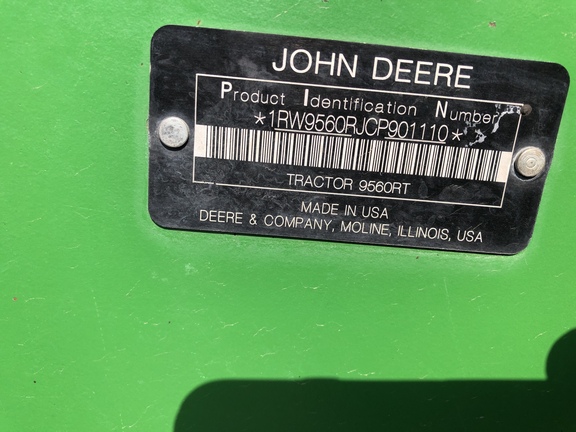 JOHN DEERE
Product Identification Number
*1RW9560RJCP901110*
TRACTOR 9560RT
MADE IN USA
DEERE & COMPANY, MOLINE, ILLINOIS, USA